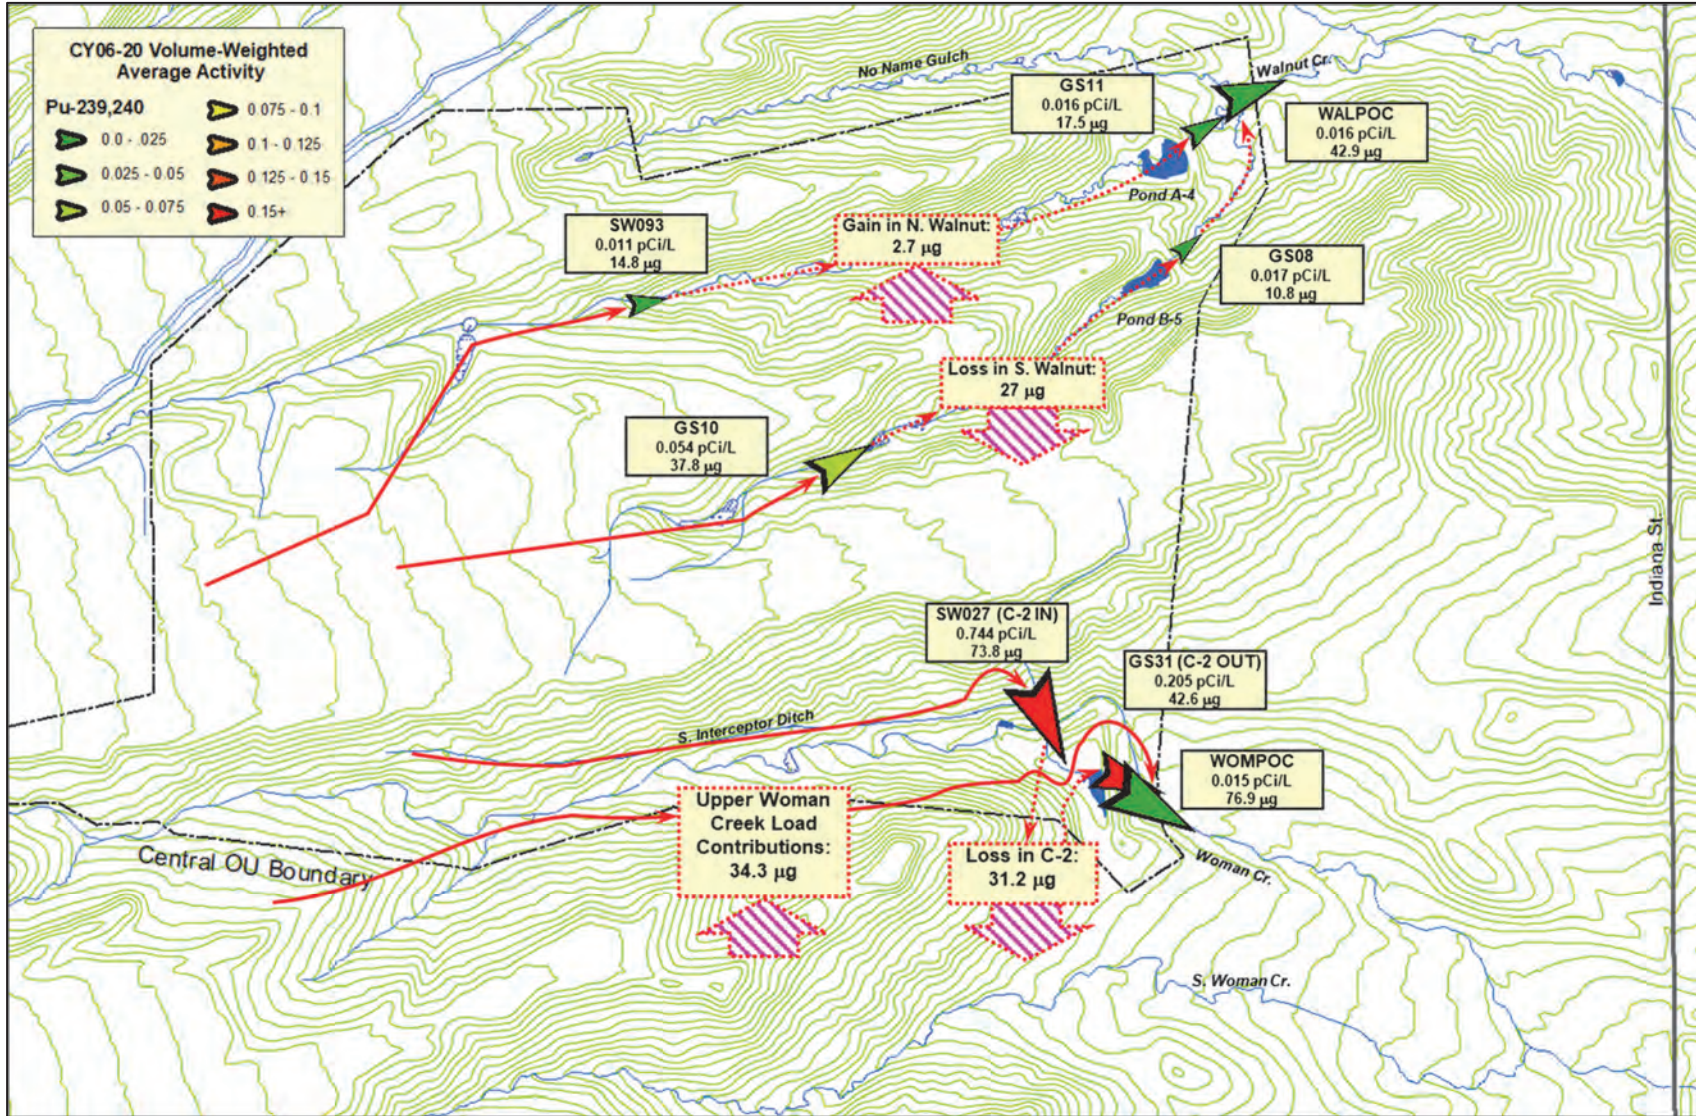 CY06-20 Volume-Weighted
Average Activity
Pu-239,240
0.0 - .025
0.025 - 0.05
0.05 - 0.075
0.075 - 0.1
0.1 - 0.125
0.125 - 0.15
0.15+
No Name Gulch
Walnut Cr.
GS11
0.016 pCi/L
17.5 µg
WALPOC
0.016 pCi/L
42.9 µg
Pond A-4
SW093
0.011 pCi/L
14.8 µg
Gain in N. Walnut:
2.7 µg
GS08
0.017 pCi/L
10.8 µg
Pond B-5
Loss in S. Walnut:
27 µg
GS10
0.054 pCi/L
37.8 µg
Indiana St.
SW027 (C-2 IN)
0.744 pCi/L
73.8 µg
GS31 (C-2 OUT)
0.205 pCi/L
42.6 µg
S. Interceptor Ditch
WOMPOC
0.015 pCi/L
76.9 µg
Upper Woman
Creek Load
Contributions:
34.3 µg
Central OU Boundary
Loss in C-2:
31.2 µg
Woman Cr.
S. Woman Cr.